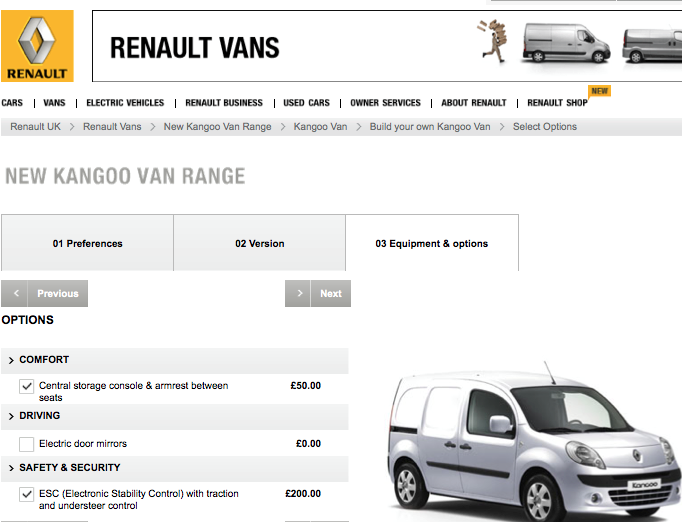 RENAULT
RENAULT VANS
NEW
CARS | VANS | ELECTRIC VEHICLES | RENAULT BUSINESS | USED CARS | OWNER SERVICES | ABOUT RENAULT | RENAULT SHOP
Renault UK > Renault Vans > New Kangoo Van Range > Kangoo Van > Build your own Kangoo Van > Select Options
NEW KANGOO VAN RANGE
01 Preferences 02 Version 03 Equipment & options
< Previous > Next
OPTIONS
> COMFORT
Central storage console & armrest between £50.00
seats
> DRIVING
Electric door mirrors £0.00
> SAFETY & SECURITY
ESC (Electronic Stability Control) with traction £200.00
and understeer control
Kangoo